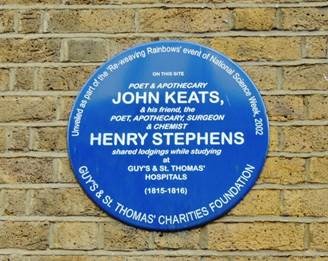 Unveiled as part of the 'Re-weaving Rainbows' event of National Science Week, 2002
ON THIS SITE
POET & APOTHECARY
JOHN KEATS,
& his friend, the
POET, APOTHECARY, SURGEON
& CHEMIST
HENRY STEPHENS
shared lodgings while studying
at
GUY'S & St. THOMAS'
HOSPITALS
(1815-1816)
GUY'S & St. THOMAS' CHARITIES FOUNDATION